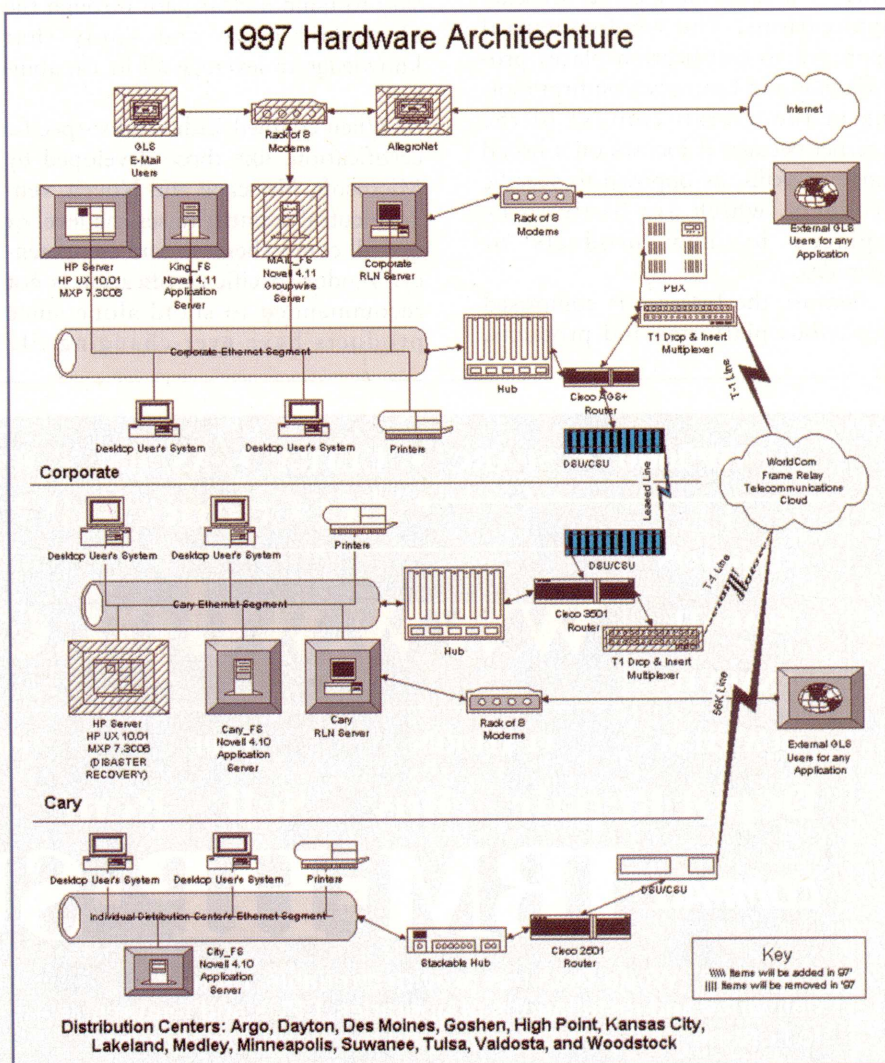 1997 Hardware Architechture
GLS
E-Mail
Users
Rack of 8
Modems
AllegroNet
Internet
HP Server
HP UX 10.01
MXP 7.3C06
King_FS
Novell 4.11
Application
Server
MAIL_FS
Novell 4.11
Groupwise
Server
Corporate
RLN Server
Rack of 8
Modems
External GLS
Users for any
Application
PBX
T1 Drop & Insert
Multiplexer
Corporate Ethernet Segment
Hub
Cisco AGS+
Router
T-1 Line
Desktop User's System
Desktop User's System
Printers
DSU/CSU
Corporate
Leased Line
WorldCom
Frame Relay
Telecommunications
Cloud
Desktop User's System
Desktop User's System
Printers
DSU/CSU
Cary Ethernet Segment
Hub
Cisco 3501
Router
T-1 Line
T1 Drop & Insert
Multiplexer
HP Server
HP UX 10.01
MXP 7.3C06
(DISASTER
RECOVERY)
Cary_FS
Novell 4.10
Application
Server
Cary
RLN Server
Rack of 8
Modems
56K Line
External GLS
Users for any
Application
Cary
Desktop User's System
Desktop User's System
Printers
DSU/CSU
Individual Distribution Center's Ethernet Segment
City_FS
Novell 4.10
Application
Server
Stackable Hub
Cisco 2501
Router
Key
\\\\\ Items will be added in 97'
|||| Items will be removed in '97
Distribution Centers: Argo, Dayton, Des Moines, Goshen, High Point, Kansas City,
Lakeland, Medley, Minneapolis, Suwanee, Tulsa, Valdosta, and Woodstock